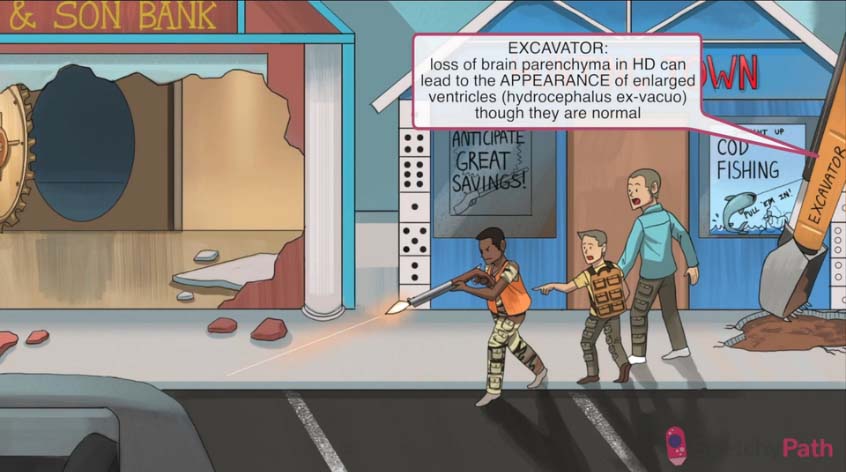 & SON BANK
EXCAVATOR:
loss of brain parenchyma in HD can
lead to the APPEARANCE of enlarged
ventricles (hydrocephalus ex-vacuo)
though they are normal
OWN
ANTICIPATE
GREAT
SAVINGS!
UP
COD
FISHING
PULL 'EM IN!
EXCAVATOR
Path